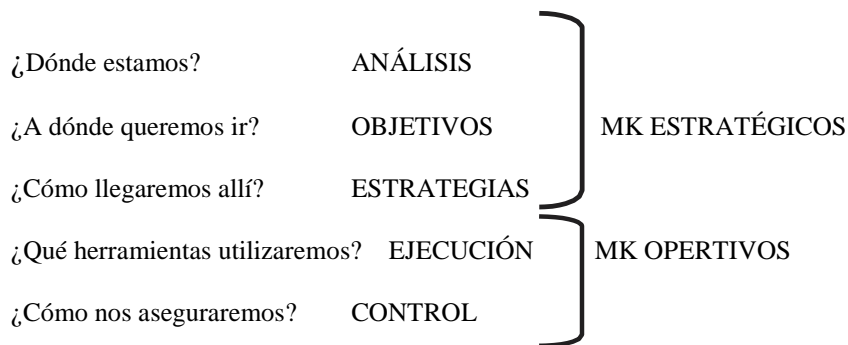 ¿Dónde estamos? ANÁLISIS
¿A dónde queremos ir? OBJETIVOS MK ESTRATÉGICOS
¿Cómo llegaremos allí? ESTRATEGIAS
¿Qué herramientas utilizaremos? EJECUCIÓN MK OPERTIVOS
¿Cómo nos aseguraremos? CONTROL